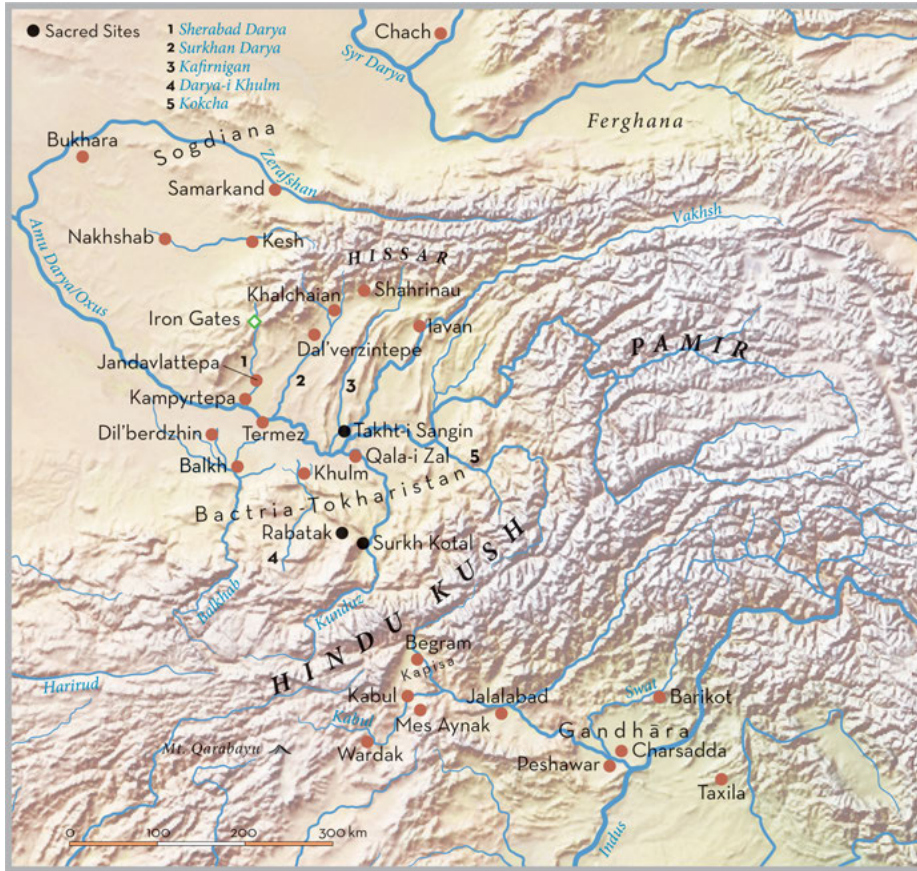 Sacred Sites
1 Sherabad Darya
2 Surkhan Darya
3 Kafirnigan
4 Darya-i Khulm
5 Kokcha
Chach
Syr Darya
Ferghana
Bukhara
Sogdiana
Zerafshan
Samarkand
Vakhsh
Nakhshab
Kesh
Amu Darya/Oxus
HISSAR
Khalchaian
Shahrinau
Iron Gates
Iavan
Dal'verzintepe
PAMIR
Jandavlattepa
1
2
3
Kampyrtepa
Termez
Takht-i Sangin
Dil'berdzhin
Qala-i Zal
5
Balkh
Khulm
Bactria-Tokharistan
Rabatak
Surkh Kotal
4
Balkhab
Kunduz
HINDU KUSH
Begram
Kapisa
Harirud
Kabul
Jalalabad
Swat
Barikot
Mes Aynak
Kabul
Gandhāra
Mt. Qarabayu
Wardak
Charsadda
Peshawar
Taxila
Indus
0 100 200 300 km